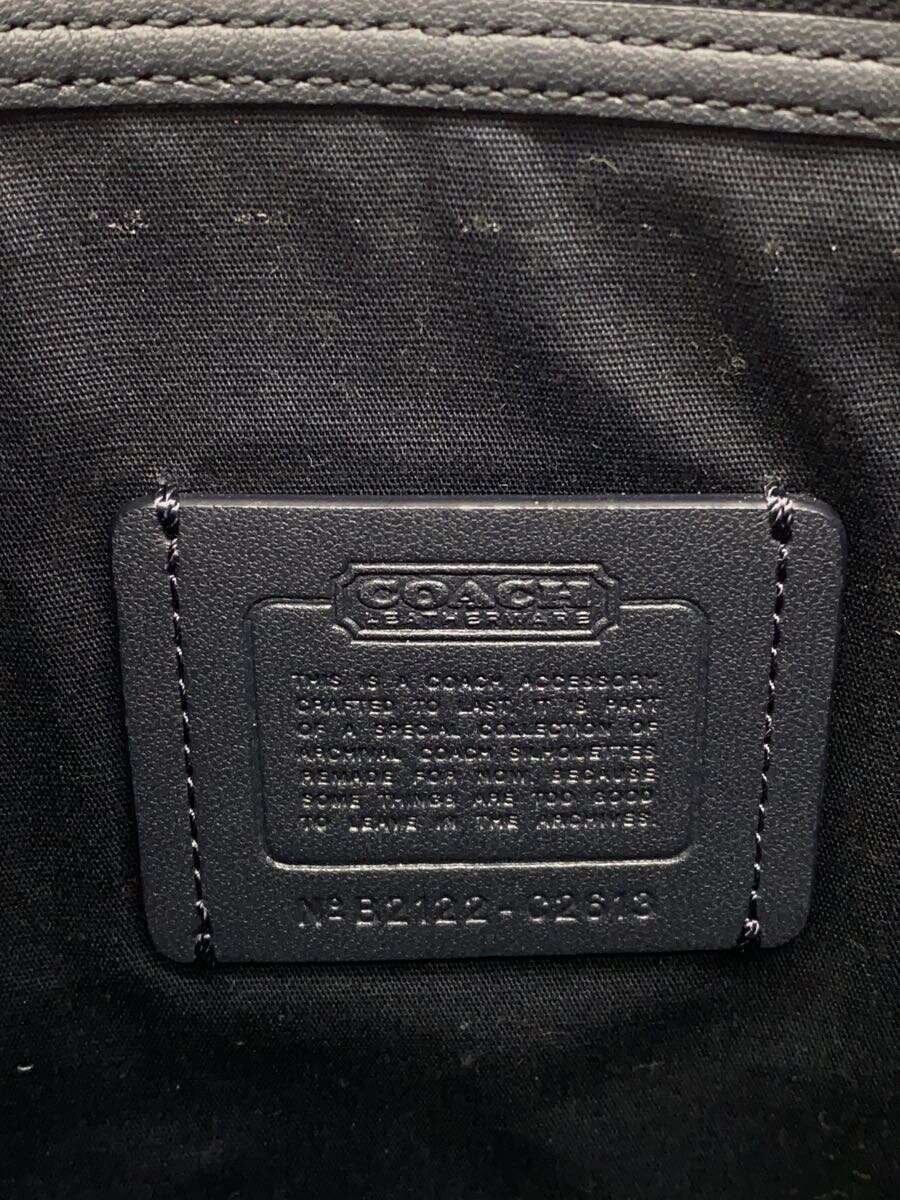 COACH
LEATHERWARE
THIS IS A COACH ACCESSORY,
CRAFTED TO LAST. IT IS PART
OF A SPECIAL COLLECTION OF
ARCHIVAL COACH SILHOUETTES
REMADE FOR NOW, BECAUSE
SOME THINGS ARE TOO GOOD
TO LEAVE IN THE ARCHIVES.
Nº B2122-C2613